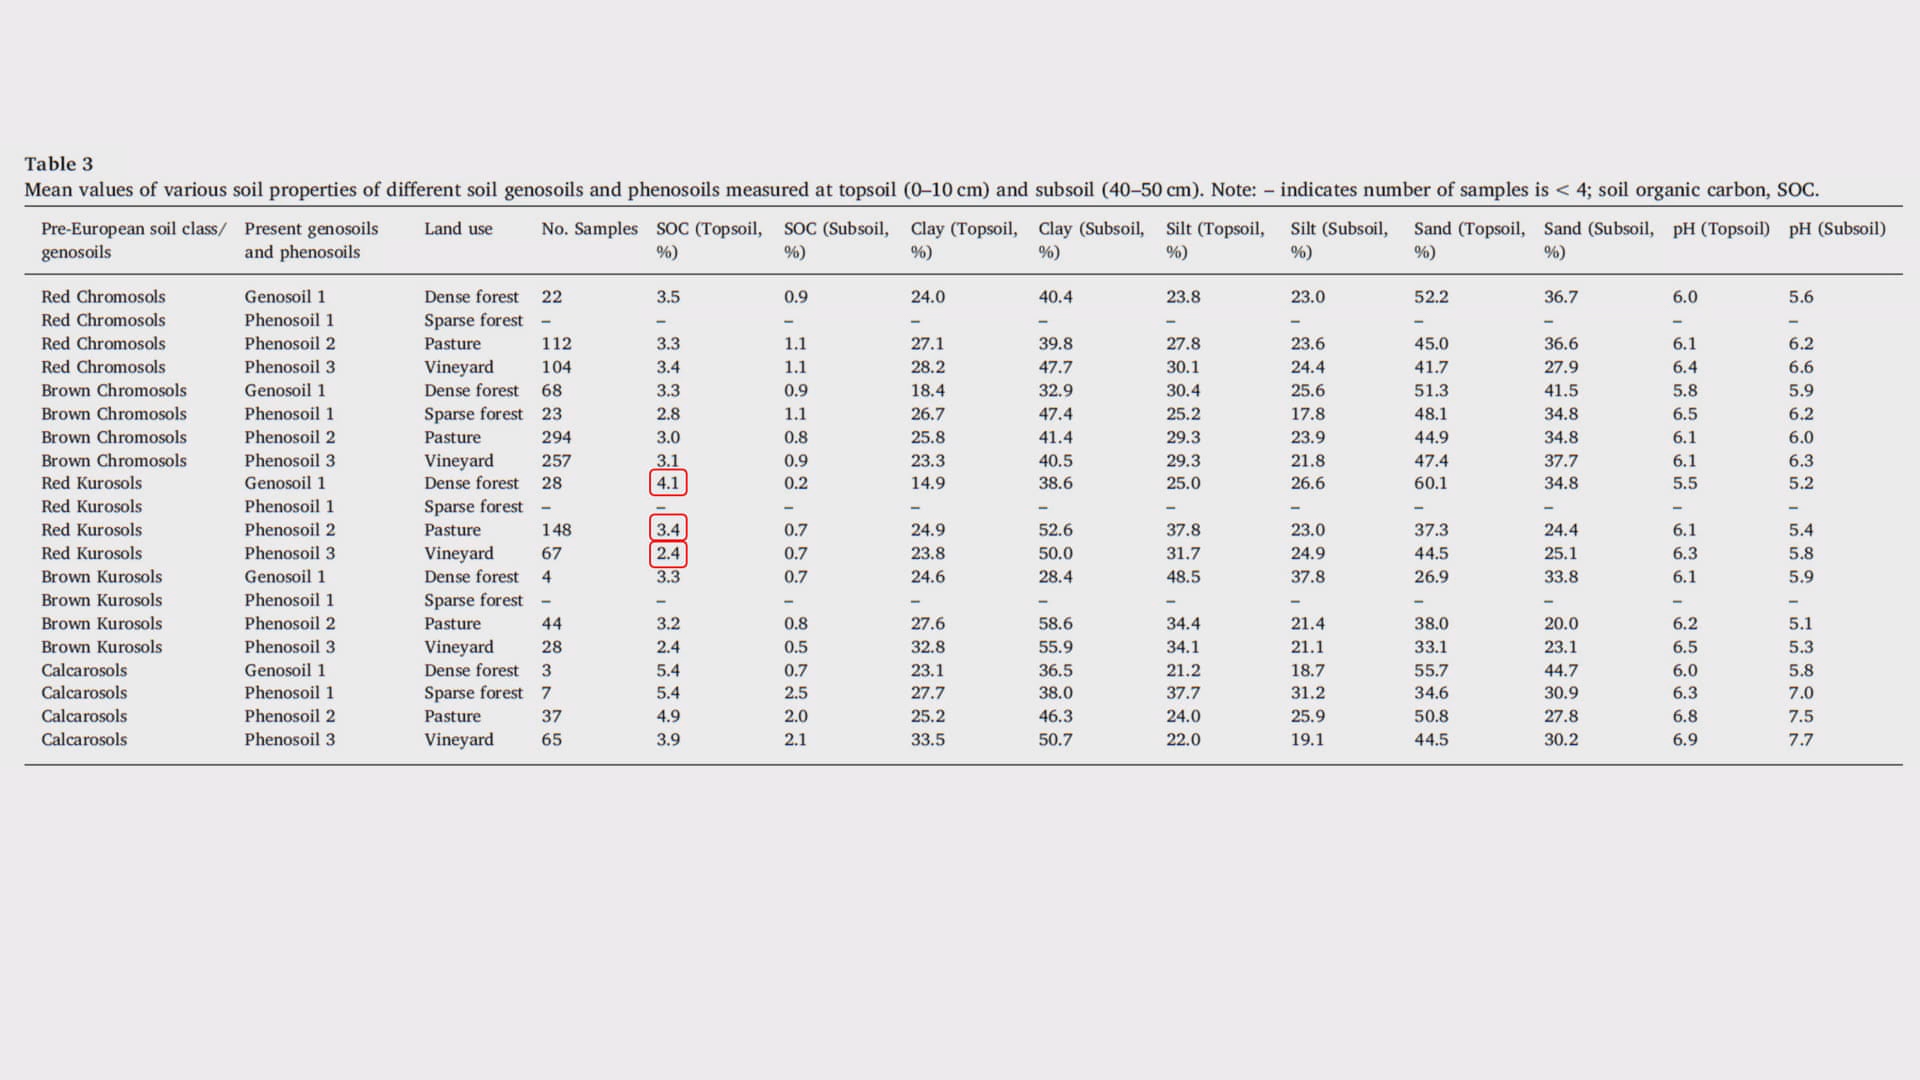 Table 3
Mean values of various soil properties of different soil genosoils and phenosoils measured at topsoil (0–10 cm) and subsoil (40–50 cm). Note: – indicates number of samples is < 4; soil organic carbon, SOC.
Pre-European soil class/ Present genosoils Land use No. Samples SOC (Topsoil, SOC (Subsoil, Clay (Topsoil, Clay (Subsoil, Silt (Topsoil, Silt (Subsoil, Sand (Topsoil, Sand (Subsoil, pH (Topsoil) pH (Subsoil)
genosoils and phenosoils %) %) %) %) %) %) %) %)
Red Chromosols Genosoil 1 Dense forest 22 3.5 0.9 24.0 40.4 23.8 23.0 52.2 36.7 6.0 5.6
Red Chromosols Phenosoil 1 Sparse forest – – – – – – – – – – –
Red Chromosols Phenosoil 2 Pasture 112 3.3 1.1 27.1 39.8 27.8 23.6 45.0 36.6 6.1 6.2
Red Chromosols Phenosoil 3 Vineyard 104 3.4 1.1 28.2 47.7 30.1 24.4 41.7 27.9 6.4 6.6
Brown Chromosols Genosoil 1 Dense forest 68 3.3 0.9 18.4 32.9 30.4 25.6 51.3 41.5 5.8 5.9
Brown Chromosols Phenosoil 1 Sparse forest 23 2.8 1.1 26.7 47.4 25.2 17.8 48.1 34.8 6.5 6.2
Brown Chromosols Phenosoil 2 Pasture 294 3.0 0.8 25.8 41.4 29.3 23.9 44.9 34.8 6.1 6.0
Brown Chromosols Phenosoil 3 Vineyard 257 3.1 0.9 23.3 40.5 29.3 21.8 47.4 37.7 6.1 6.3
Red Kurosols Genosoil 1 Dense forest 28 4.1 0.2 14.9 38.6 25.0 26.6 60.1 34.8 5.5 5.2
Red Kurosols Phenosoil 1 Sparse forest – – – – – – – – – – –
Red Kurosols Phenosoil 2 Pasture 148 3.4 0.7 24.9 52.6 37.8 23.0 37.3 24.4 6.1 5.4
Red Kurosols Phenosoil 3 Vineyard 67 2.4 0.7 23.8 50.0 31.7 24.9 44.5 25.1 6.3 5.8
Brown Kurosols Genosoil 1 Dense forest 4 3.3 0.7 24.6 28.4 48.5 37.8 26.9 33.8 6.1 5.9
Brown Kurosols Phenosoil 1 Sparse forest – – – – – – – – – – –
Brown Kurosols Phenosoil 2 Pasture 44 3.2 0.8 27.6 58.6 34.4 21.4 38.0 20.0 6.2 5.1
Brown Kurosols Phenosoil 3 Vineyard 28 2.4 0.5 32.8 55.9 34.1 21.1 33.1 23.1 6.5 5.3
Calcarosols Genosoil 1 Dense forest 3 5.4 0.7 23.1 36.5 21.2 18.7 55.7 44.7 6.0 5.8
Calcarosols Phenosoil 1 Sparse forest 7 5.4 2.5 27.7 38.0 37.7 31.2 34.6 30.9 6.3 7.0
Calcarosols Phenosoil 2 Pasture 37 4.9 2.0 25.2 46.3 24.0 25.9 50.8 27.8 6.8 7.5
Calcarosols Phenosoil 3 Vineyard 65 3.9 2.1 33.5 50.7 22.0 19.1 44.5 30.2 6.9 7.7